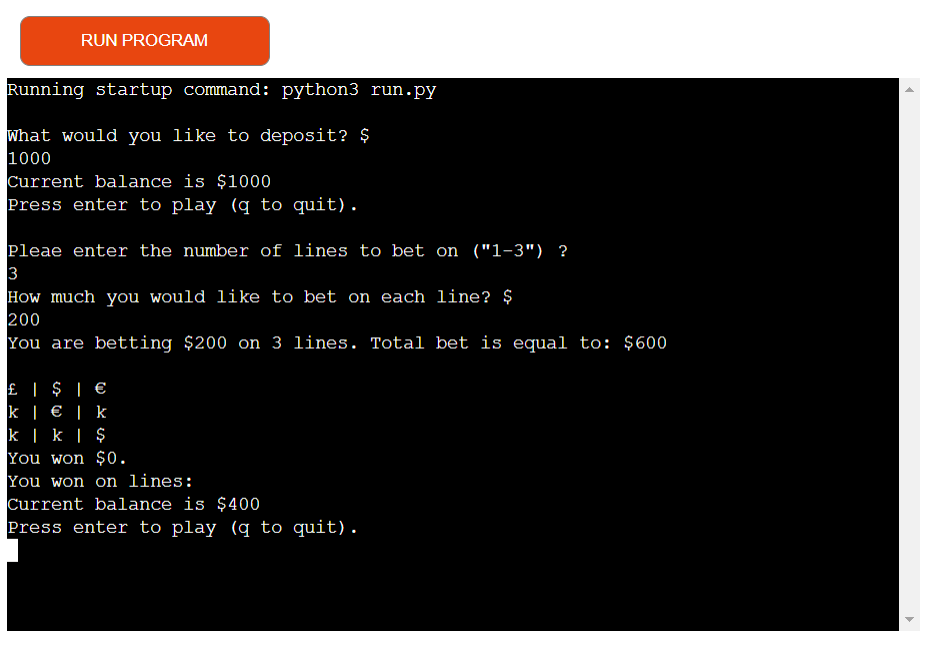 RUN PROGRAM
Running startup command: python3 run.py
What would you like to deposit? $
1000
Current balance is $1000
Press enter to play (q to quit).
Pleae enter the number of lines to bet on ("1-3") ?
3
How much you would like to bet on each line? $
200
You are betting $200 on 3 lines. Total bet is equal to: $600
£ | $ | €
k | € | k
k | k | $
You won $0.
You won on lines:
Current balance is $400
Press enter to play (q to quit).